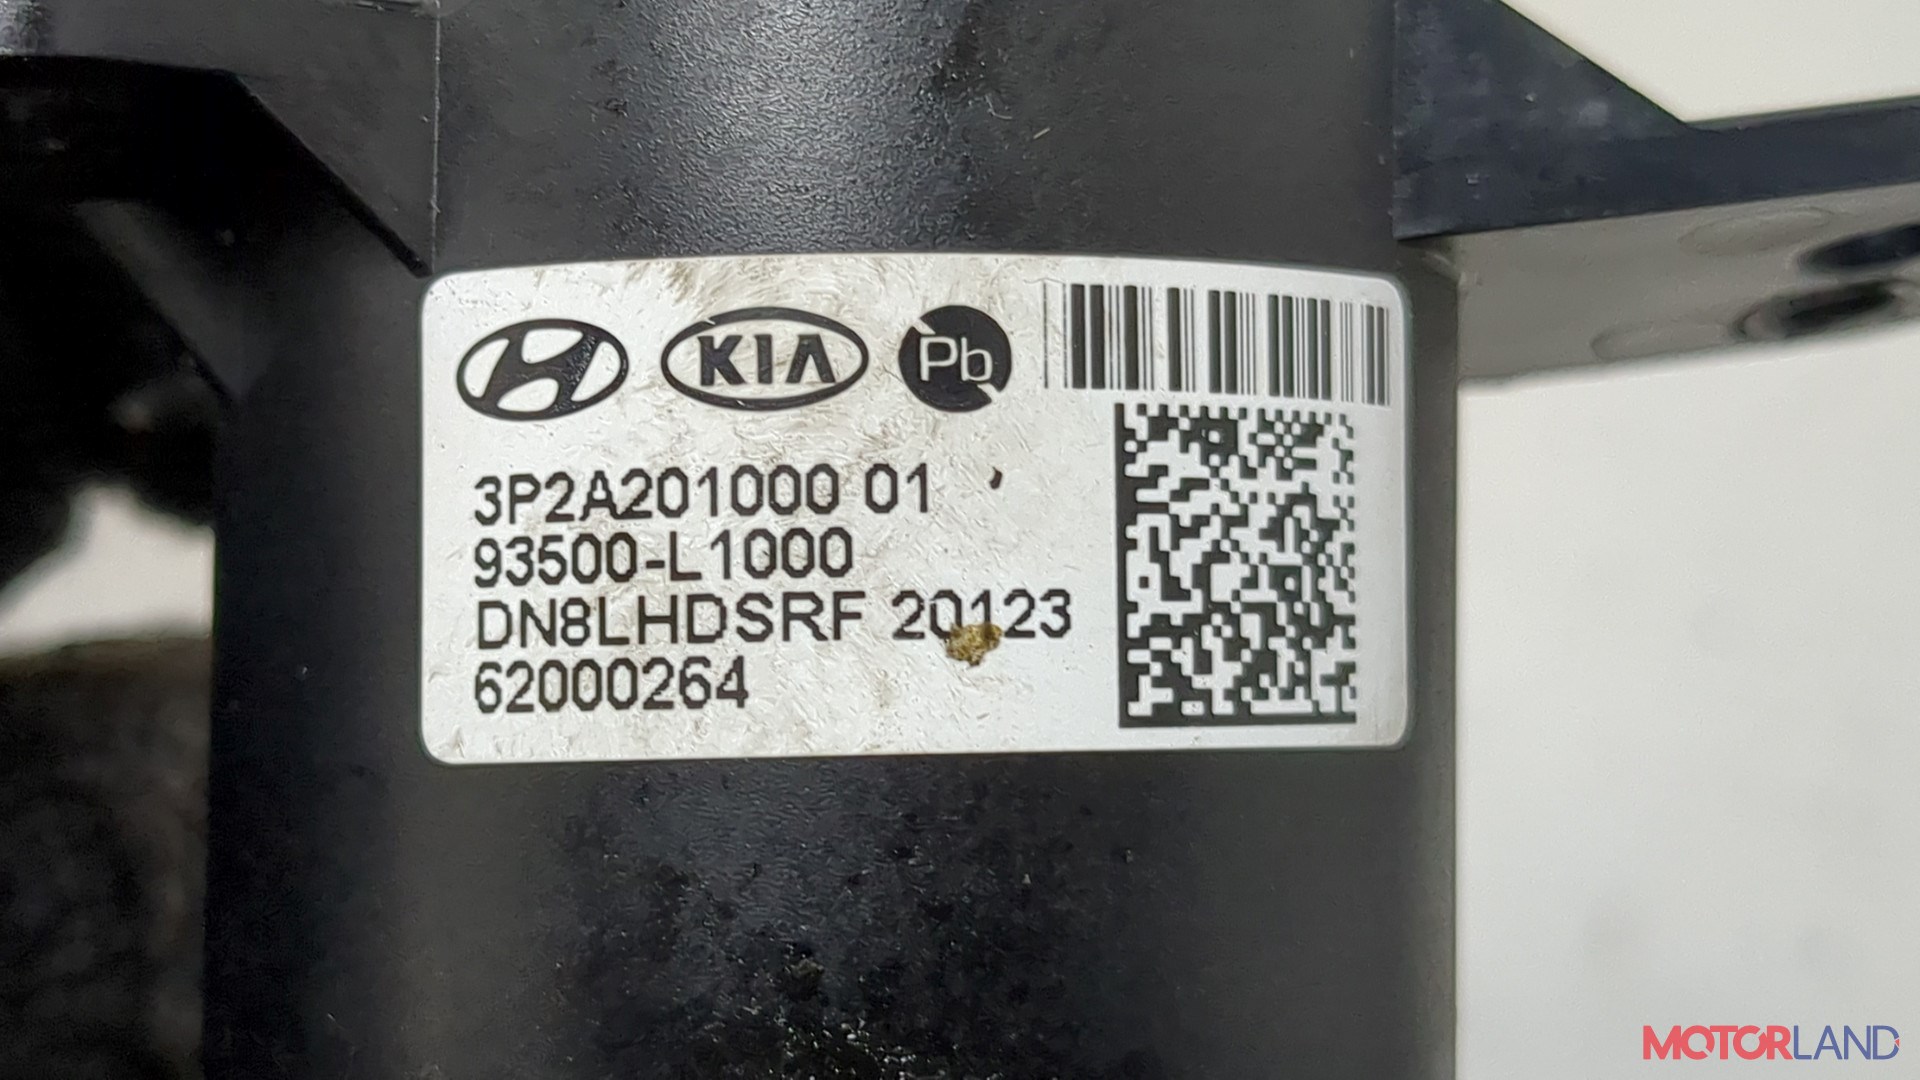 KIA
Pb
3P2A201000 01
93500-L1000
DN8LHDSRF 20123
62000264
MOTORLAND